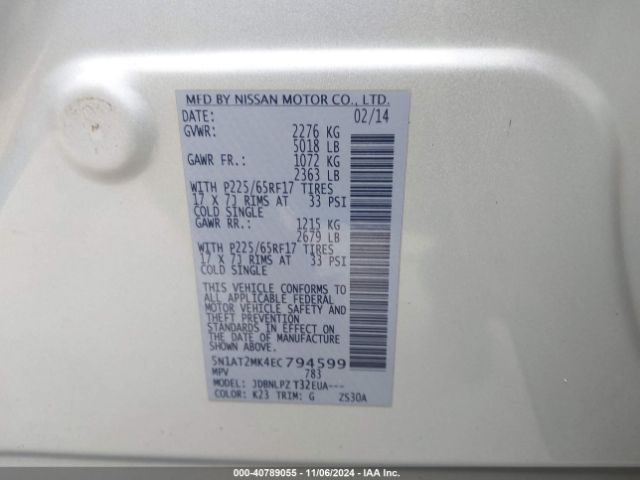 MFD BY NISSAN MOTOR CO., LTD.
DATE: 02/14
GVWR: 2276 KG
5018 LB
GAWR FR.: 1072 KG
2363 LB
WITH P225/65RF17 TIRES
17 X 7J RIMS AT 33 PSI
COLD SINGLE
GAWR RR.: 1215 KG
2679 LB
WITH P225/65RF17 TIRES
17 X 7J RIMS AT 33 PSI
COLD SINGLE
THIS VEHICLE CONFORMS TO
ALL APPLICABLE FEDERAL
MOTOR VEHICLE SAFETY AND
THEFT PREVENTION
STANDARDS IN EFFECT ON
THE DATE OF MANUFACTURE
SHOWN ABOVE.
5N1AT2MK4EC794599
MPV 783
MODEL: JDBNLPZ T32EUA---
COLOR: K23 TRIM: G ZS30A
000-40789055 - 11/06/2024 - IAA Inc.